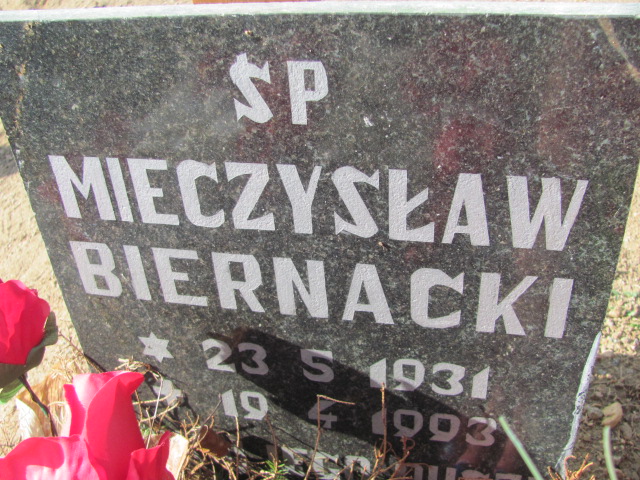 ŚP
MIECZYSŁAW
BIERNACKI
✡ 23 5 1931
19 4 1993